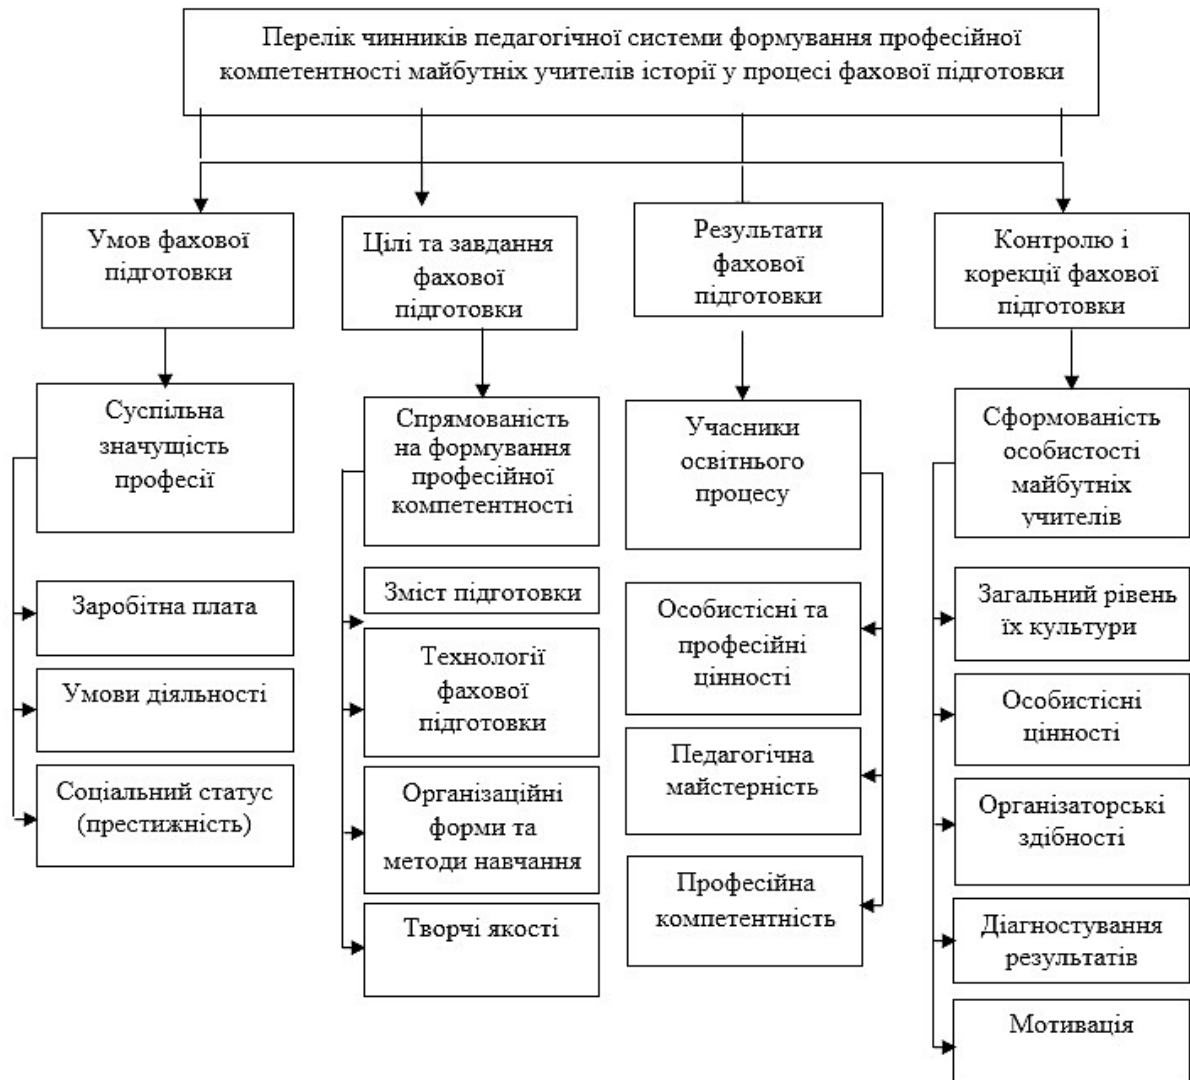 Перелік чинників педагогічної системи формування професійної
компетентності майбутніх учителів історії у процесі фахової підготовки
Умов фахової
підготовки
Цілі та завдання
фахової
підготовки
Результати
фахової
підготовки
Контролю і
корекції фахової
підготовки
Суспільна
значущість
професії
Спрямованість
на формування
професійної
компетентності
Учасники
освітнього
процесу
Сформованість
особистості
майбутніх
учителів
Заробітна плата
Умови діяльності
Соціальний статус
(престижність)
Зміст підготовки
Технології
фахової
підготовки
Організаційні
форми та
методи навчання
Творчі якості
Особистісні та
професійні
цінності
Педагогічна
майстерність
Професійна
компетентність
Загальний рівень
їх культури
Особистісні
цінності
Організаторські
здібності
Діагностування
результатів
Мотивація